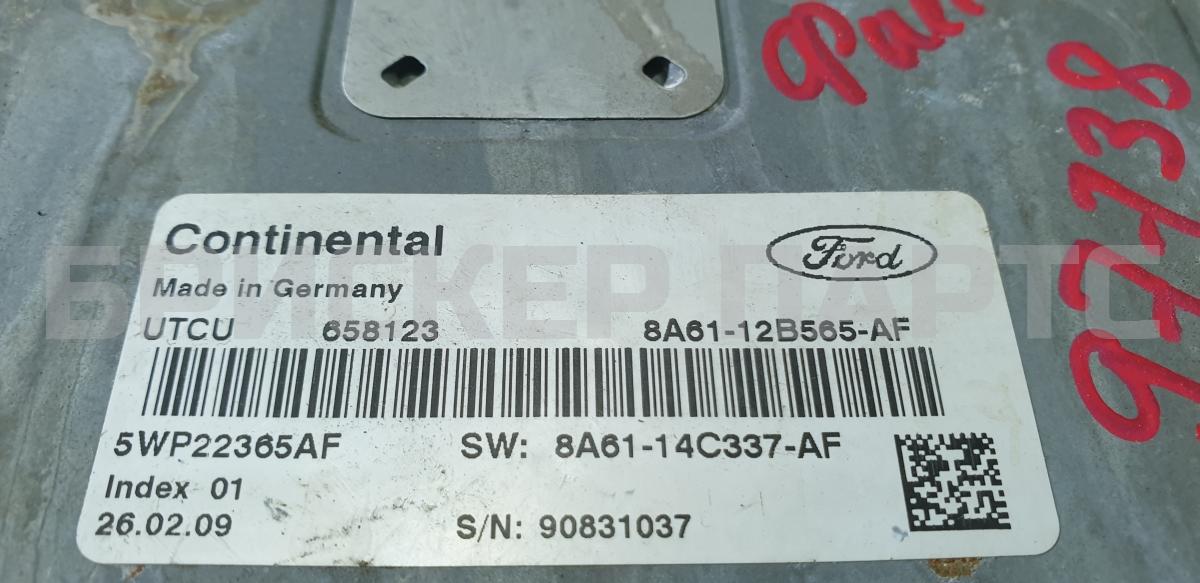 Continental
Ford
Made in Germany
UTCU 658123 8A61-12B565-AF
5WP22365AF SW: 8A61-14C337-AF
Index 01
26.02.09 S/N: 90831037
БРИСКЕР ПАРТС